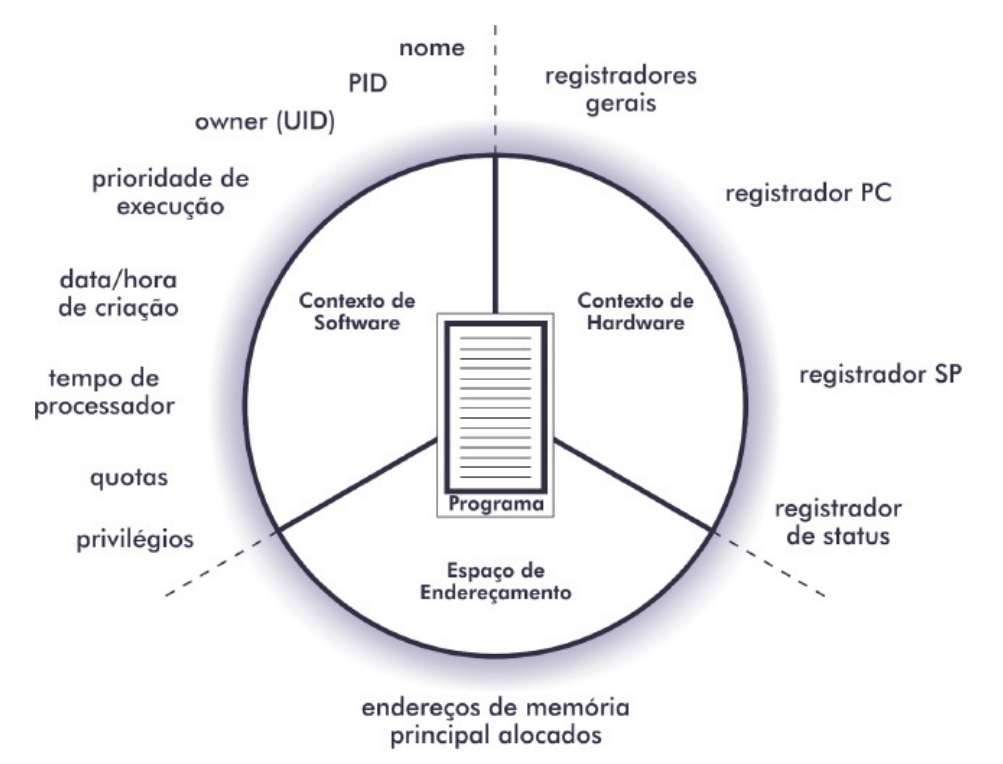 nome
PID
owner (UID)
prioridade de
execução
data/hora
de criação
tempo de
processador
quotas
privilégios
registradores
gerais
registrador PC
registrador SP
registrador
de status
Contexto de
Software
Contexto de
Hardware
Programa
Espaço de
Endereçamento
endereços de memória
principal alocados